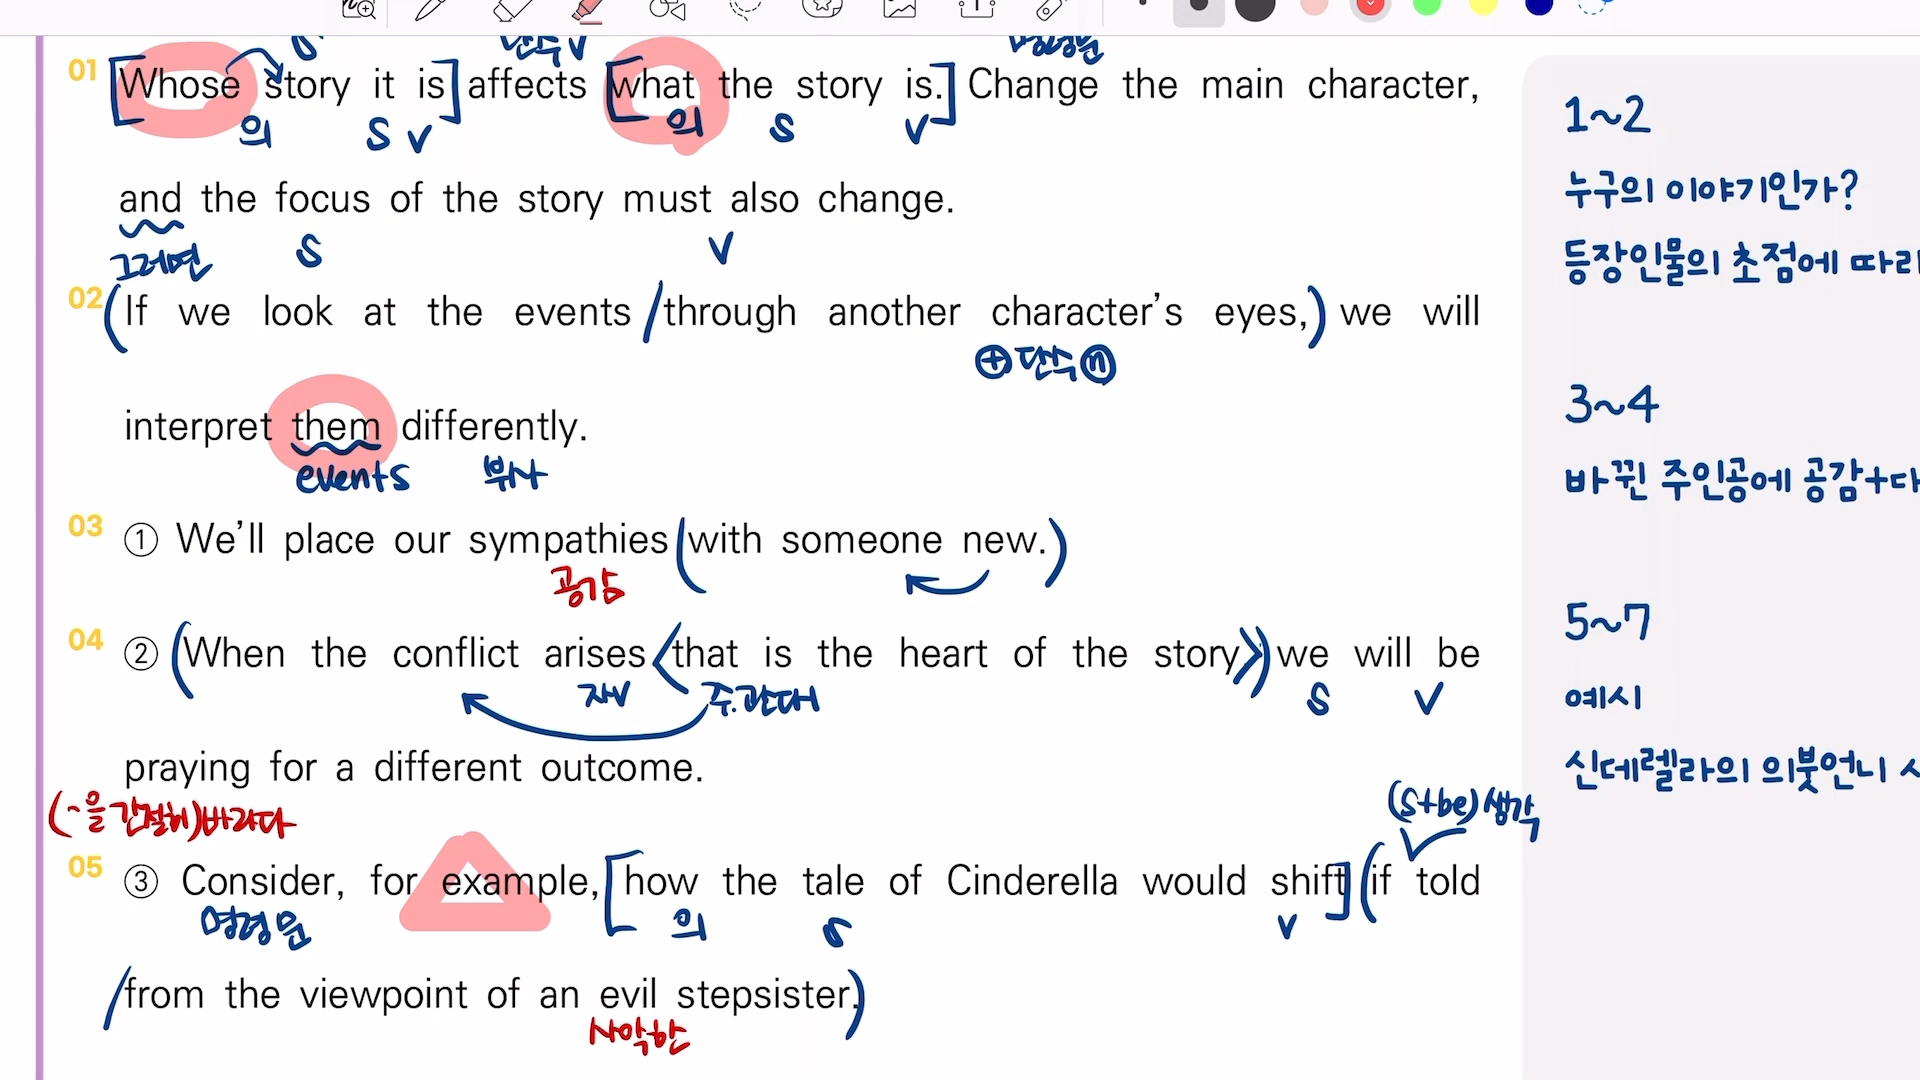 단수V
명령문
01 [Whose story it is] affects [what the story is.] Change the main character,
의 S V 의 S V
and the focus of the story must also change.
그러면 S V
02 (If we look at the events / through another character's eyes,) we will
⊕ 단수 ⓝ
interpret them differently.
events 부사
03 ① We'll place our sympathies (with someone new.)
공감
04 ② (When the conflict arises <that is the heart of the story>) we will be
자V 주.관대 S V
praying for a different outcome.
(~을 간절히) 바라다
(S+be) 생략
05 ③ Consider, for example, [how the tale of Cinderella would shift] (if told
명령문 의 S V
/from the viewpoint of an evil stepsister.)
사악한
1~2
누구의 이야기인가?
등장인물의 초점에 따라
3~4
바뀐 주인공에 공감+다
5~7
예시
신데렐라의 의붓언니